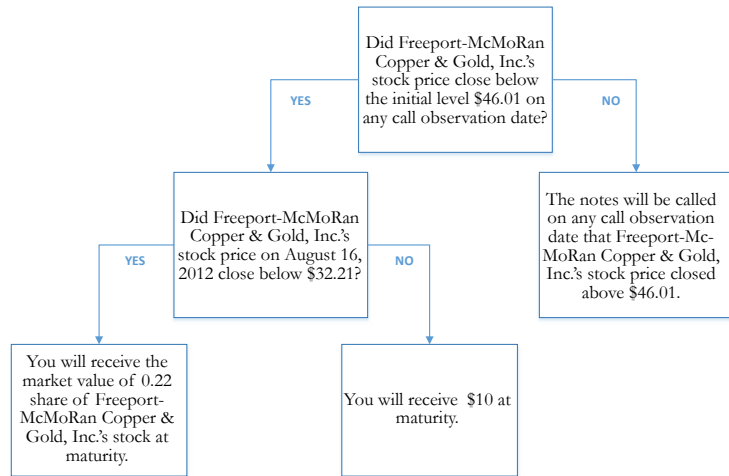 Did Freeport-McMoRan
Copper & Gold, Inc.'s
stock price close below
the initial level $46.01 on
any call observation date?
YES
NO
Did Freeport-McMoRan
Copper & Gold, Inc.'s
stock price on August 16,
2012 close below $32.21?
The notes will be called
on any call observation
date that Freeport-Mc-
MoRan Copper & Gold,
Inc.'s stock price closed
above $46.01.
YES
NO
You will receive the
market value of 0.22
share of Freeport-
McMoRan Copper &
Gold, Inc.'s stock at
maturity.
You will receive $10 at
maturity.